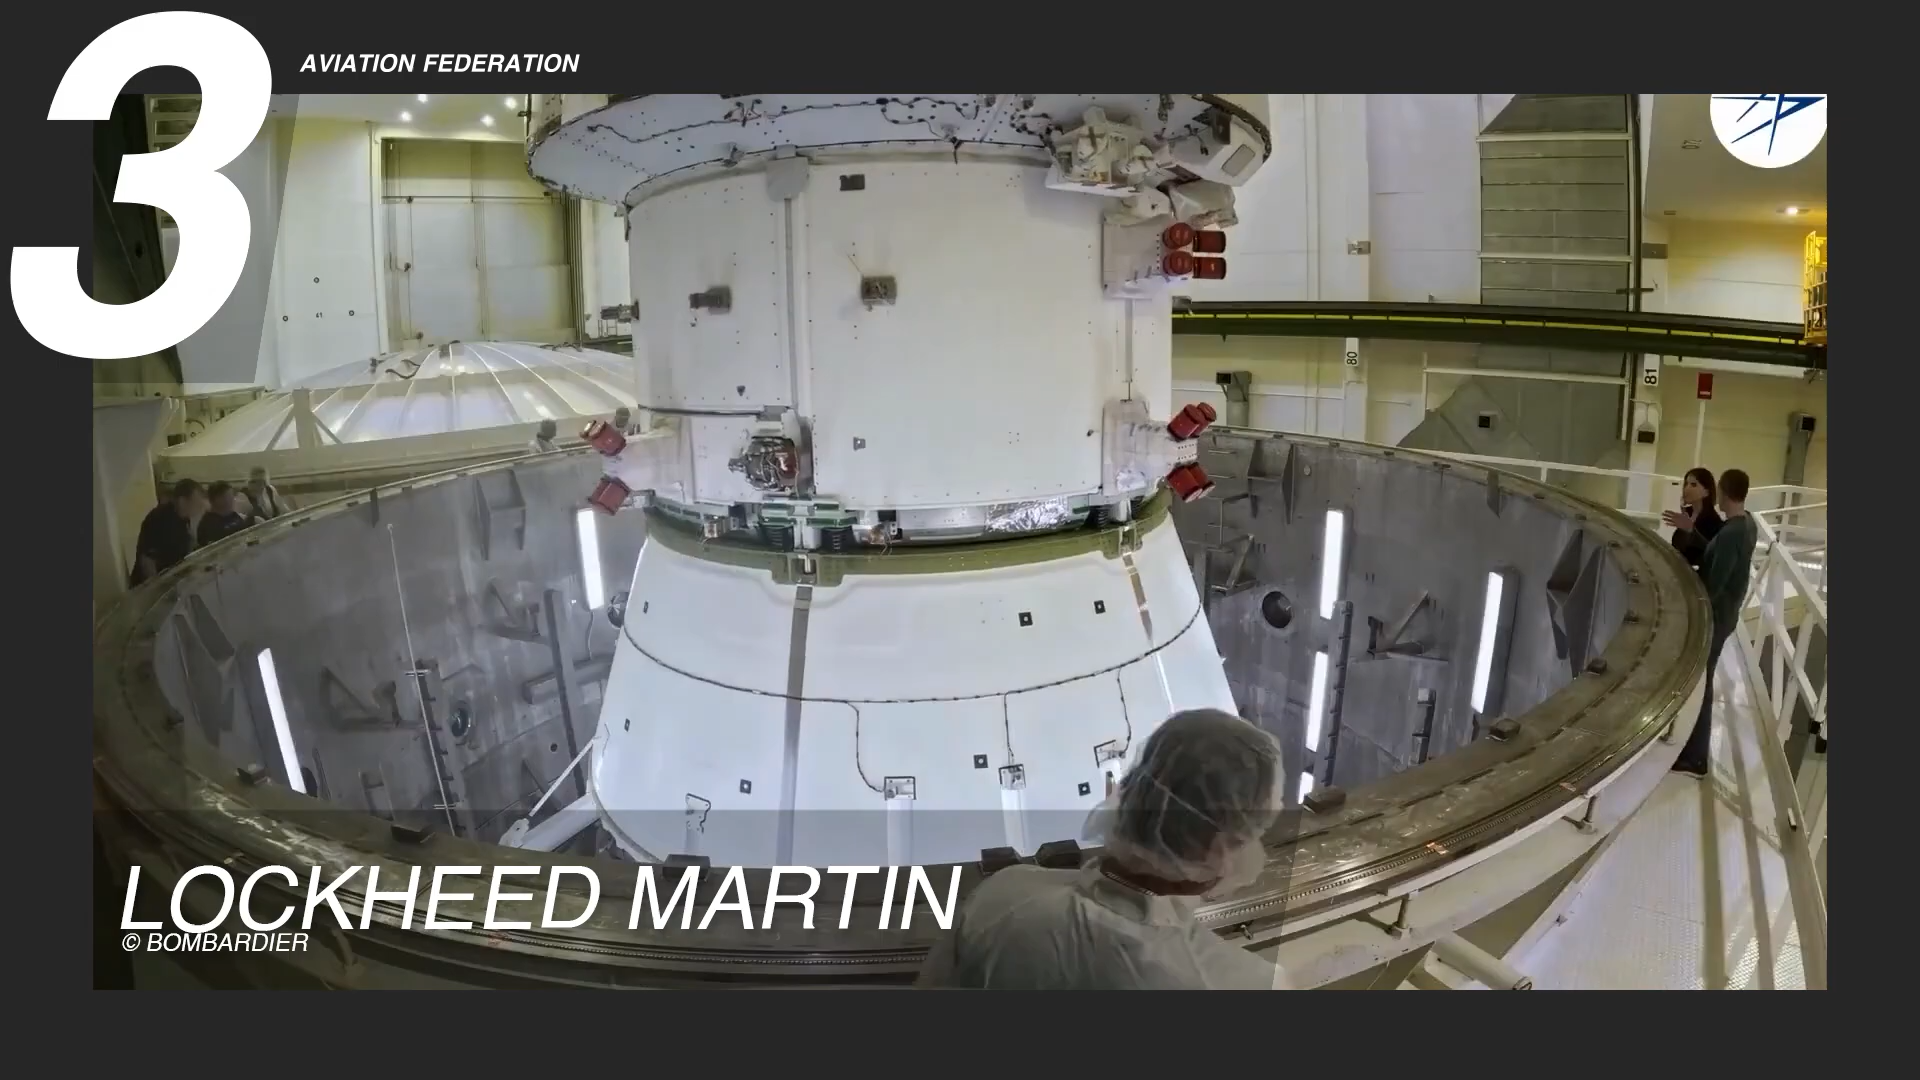 3
AVIATION FEDERATION
80
81
LOCKHEED MARTIN
© BOMBARDIER